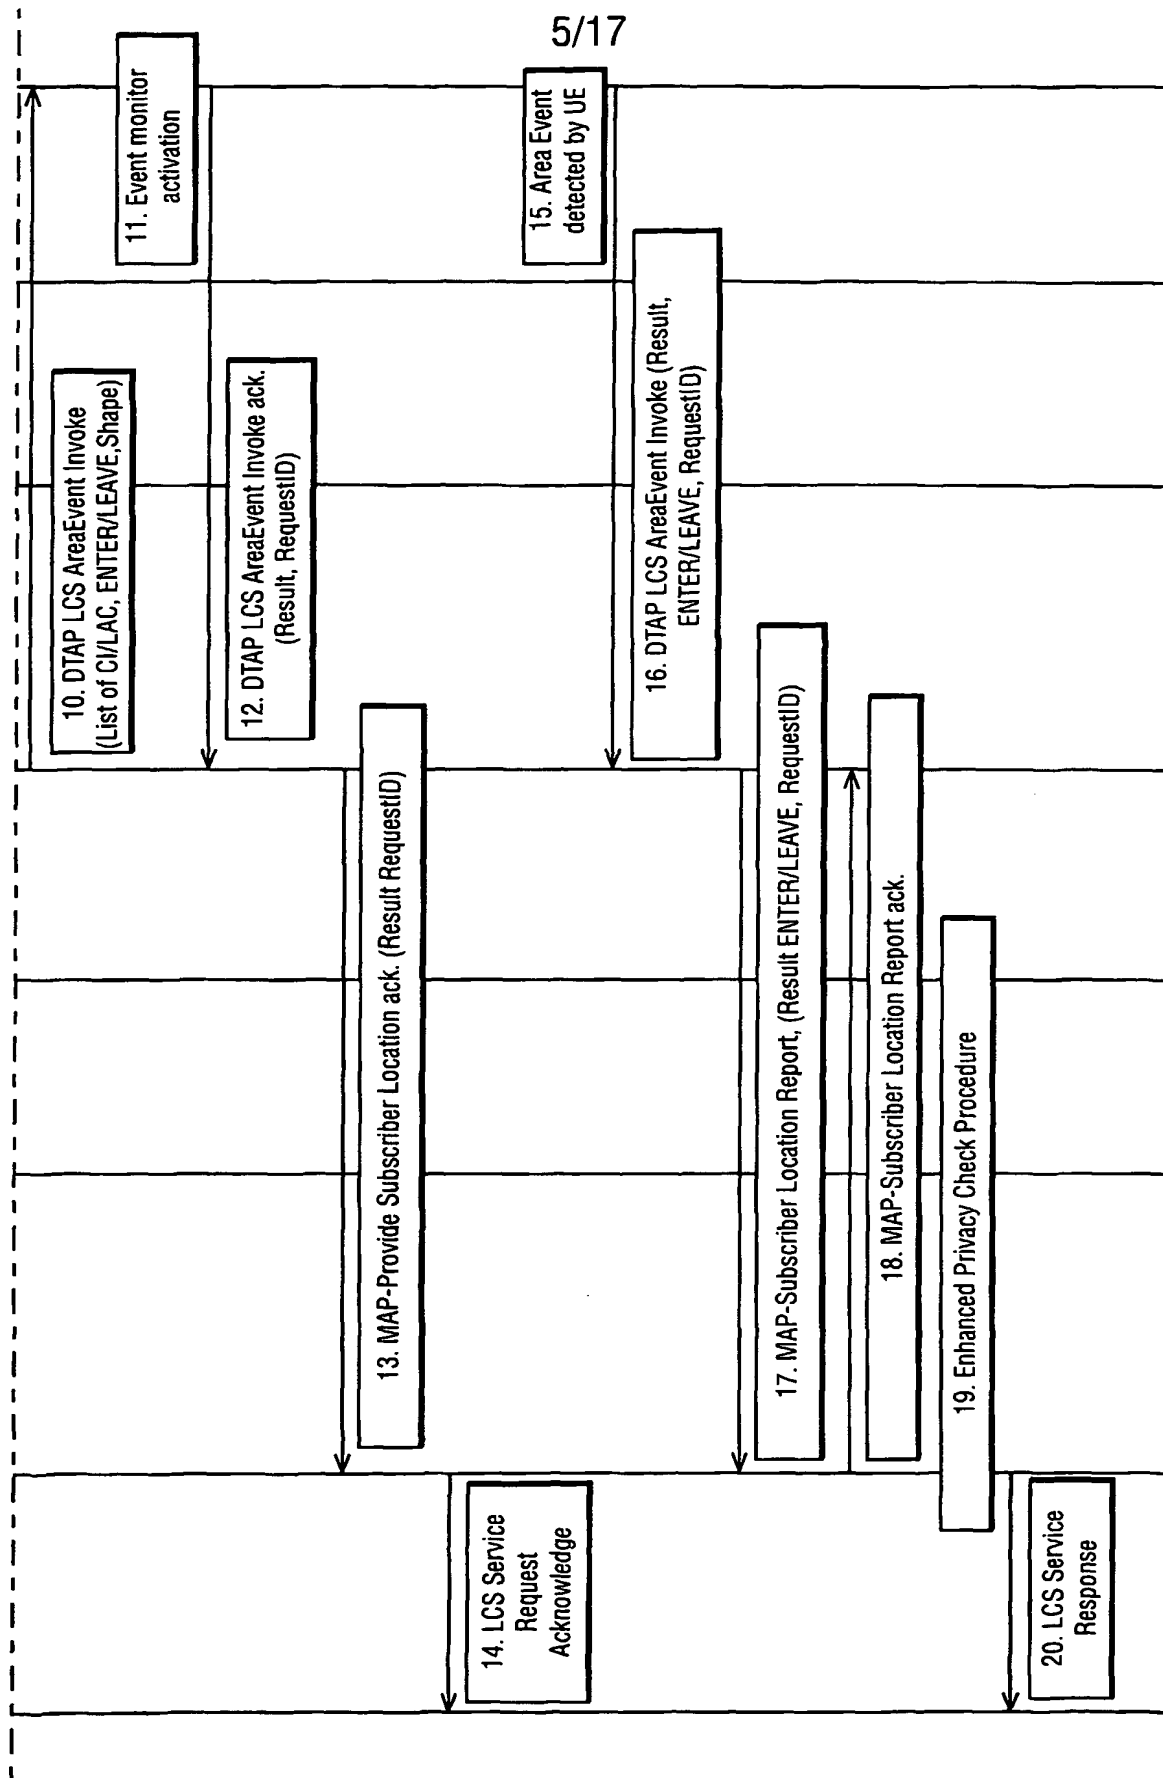 5/17
10. DTAP LCS AreaEvent Invoke
(List of CI/LAC, ENTER/LEAVE,Shape)
11. Event monitor
activation
12. DTAP LCS AreaEvent Invoke ack.
(Result, RequestID)
13. MAP-Provide Subscriber Location ack. (Result RequestID)
14. LCS Service
Request
Acknowledge
15. Area Event
detected by UE
16. DTAP LCS AreaEvent Invoke (Result,
ENTER/LEAVE, RequestID)
17. MAP-Subscriber Location Report, (Result ENTER/LEAVE, RequestID)
18. MAP-Subscriber Location Report ack.
19. Enhanced Privacy Check Procedure
20. LCS Service
Response